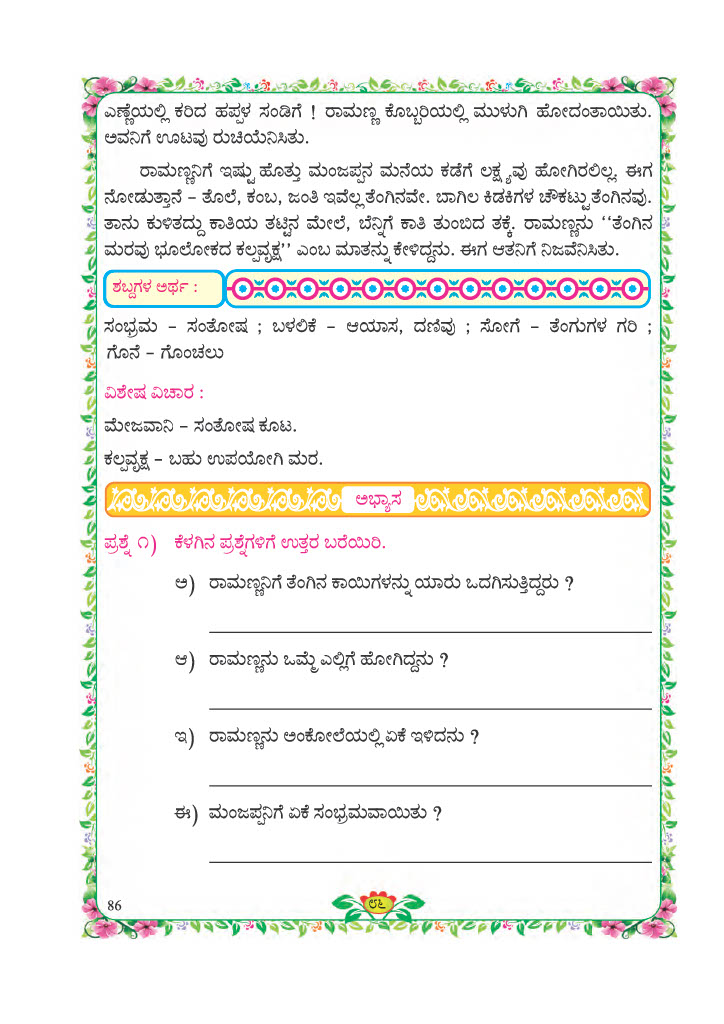 ಎಣ್ಣೆಯಲ್ಲಿ ಕರಿದ ಹಪ್ಪಳ ಸಂಡಿಗೆ ! ರಾಮಣ್ಣ ಕೊಬ್ಬರಿಯಲ್ಲಿ ಮುಳುಗಿ ಹೋದಂತಾಯಿತು.
ಅವನಿಗೆ ಊಟವು ರುಚಿಯೆನಿಸಿತು.
ರಾಮಣ್ಣನಿಗೆ ಇಷ್ಟು ಹೊತ್ತು ಮಂಜಪ್ಪನ ಮನೆಯ ಕಡೆಗೆ ಲಕ್ಷ್ಯವು ಹೋಗಿರಲಿಲ್ಲ. ಈಗ
ನೋಡುತ್ತಾನೆ – ತೊಲೆ, ಕಂಬ, ಜಂತಿ ಇವೆಲ್ಲ ತೆಂಗಿನವೇ. ಬಾಗಿಲ ಕಿಡಕಿಗಳ ಚೌಕಟ್ಟು ತೆಂಗಿನವು.
ತಾನು ಕುಳಿತದ್ದು ಕಾತಿಯ ತಟ್ಟಿನ ಮೇಲೆ, ಬೆನ್ನಿಗೆ ಕಾತಿ ತುಂಬಿದ ತಕ್ಕೆ. ರಾಮಣ್ಣನು ‘‘ತೆಂಗಿನ
ಮರವು ಭೂಲೋಕದ ಕಲ್ಪವೃಕ್ಷ’’ ಎಂಬ ಮಾತನ್ನು ಕೇಳಿದ್ದನು. ಈಗ ಆತನಿಗೆ ನಿಜವೆನಿಸಿತು.
ಶಬ್ದಗಳ ಅರ್ಥ :
ಸಂಭ್ರಮ – ಸಂತೋಷ ; ಬಳಲಿಕೆ – ಆಯಾಸ, ದಣಿವು ; ಸೋಗೆ – ತೆಂಗುಗಳ ಗರಿ ;
ಗೊನೆ – ಗೊಂಚಲು
ವಿಶೇಷ ವಿಚಾರ :
ಮೇಜವಾನಿ – ಸಂತೋಷ ಕೂಟ.
ಕಲ್ಪವೃಕ್ಷ – ಬಹು ಉಪಯೋಗಿ ಮರ.
ಅಭ್ಯಾಸ
ಪ್ರಶ್ನೆ ೧) ಕೆಳಗಿನ ಪ್ರಶ್ನೆಗಳಿಗೆ ಉತ್ತರ ಬರೆಯಿರಿ.
ಅ) ರಾಮಣ್ಣನಿಗೆ ತೆಂಗಿನ ಕಾಯಿಗಳನ್ನು ಯಾರು ಒದಗಿಸುತ್ತಿದ್ದರು ?
ಆ) ರಾಮಣ್ಣನು ಒಮ್ಮೆ ಎಲ್ಲಿಗೆ ಹೋಗಿದ್ದನು ?
ಇ) ರಾಮಣ್ಣನು ಅಂಕೋಲೆಯಲ್ಲಿ ಏಕೆ ಇಳಿದನು ?
ಈ) ಮಂಜಪ್ಪನಿಗೆ ಏಕೆ ಸಂಭ್ರಮವಾಯಿತು ?
86
೮೬